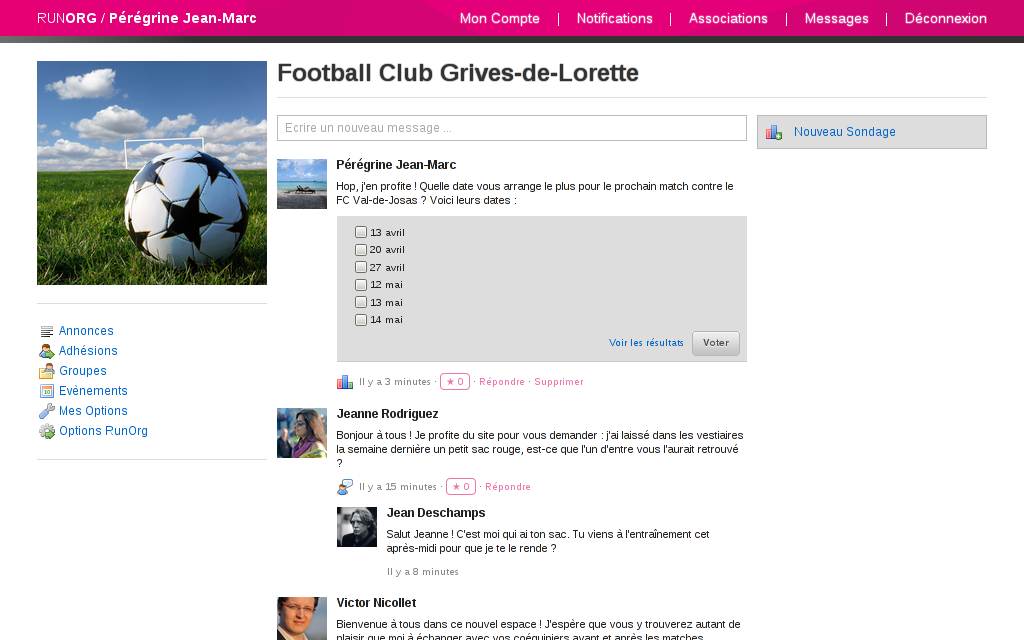 RUNORG / Pérégrine Jean-Marc
Mon Compte | Notifications | Associations | Messages | Déconnexion
Football Club Grives-de-Lorette
Ecrire un nouveau message ...
Nouveau Sondage
Pérégrine Jean-Marc
Hop, j'en profite ! Quelle date vous arrange le plus pour le prochain match contre le
FC Val-de-Josas ? Voici leurs dates :
13 avril
20 avril
27 avril
12 mai
13 mai
14 mai
Voir les résultats Voter
Il y a 3 minutes · ★ 0 · Répondre · Supprimer
Annonces
Adhésions
Groupes
Evènements
Mes Options
Options RunOrg
Jeanne Rodriguez
Bonjour à tous ! Je profite du site pour vous demander : j'ai laissé dans les vestiaires
la semaine dernière un petit sac rouge, est-ce que l'un d'entre vous l'aurait retrouvé
?
Il y a 15 minutes · ★ 0 · Répondre
Jean Deschamps
Salut Jeanne ! C'est moi qui ai ton sac. Tu viens à l'entraînement cet
après-midi pour que je te le rende ?
Il y a 8 minutes
Victor Nicollet
Bienvenue à tous dans ce nouvel espace ! J'espère que vous y trouverez autant de
plaisir que moi à échanger avec vos coéquipiers avant et après les matches.